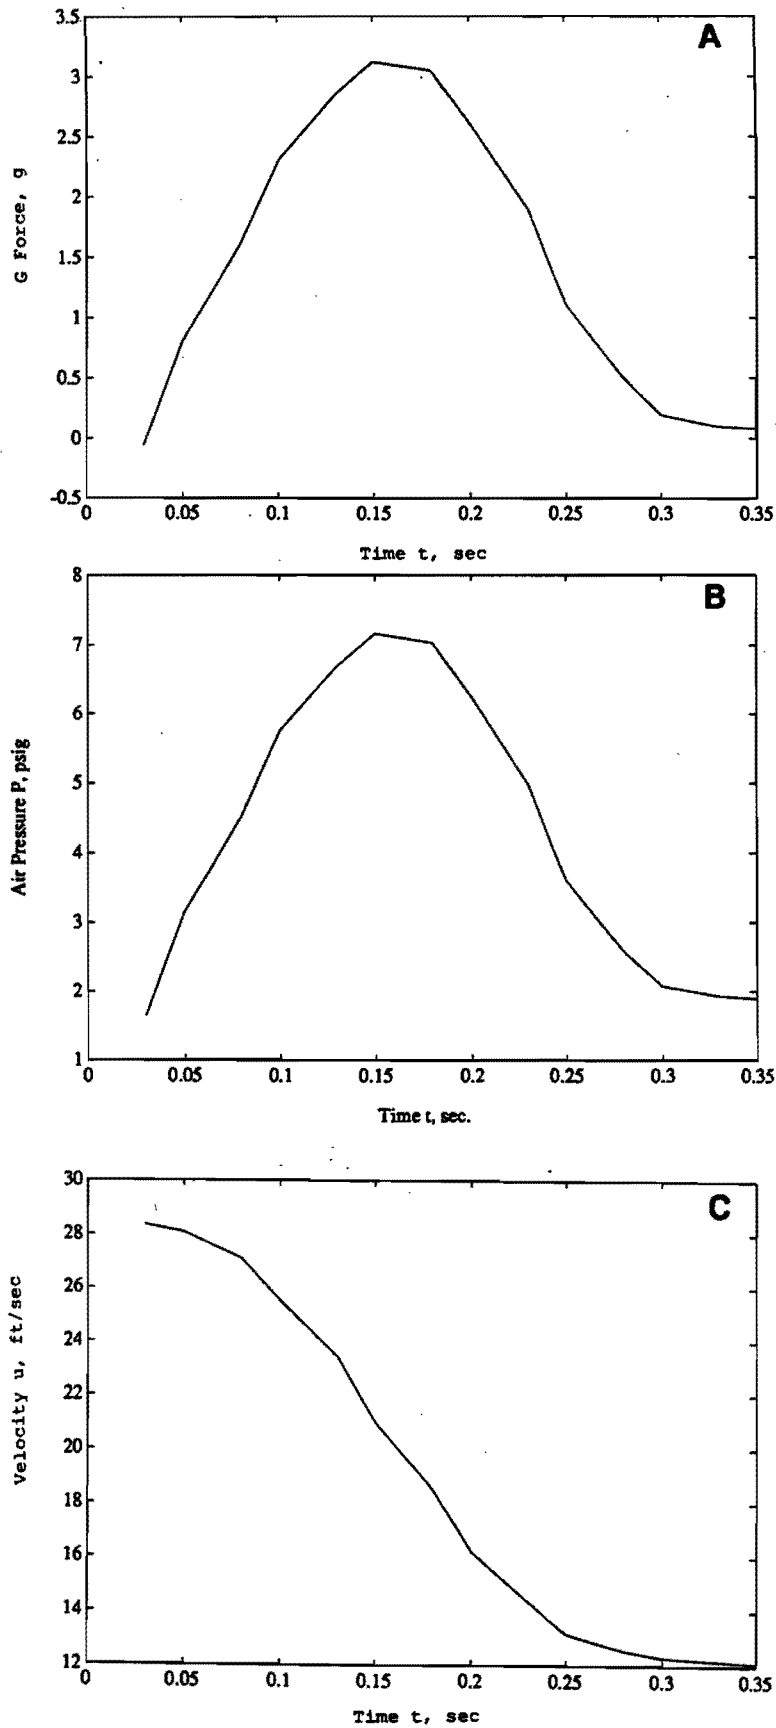 A
3.5
3
2.5
2
1.5
1
0.5
0
-0.5
G Force, g
0 0.05 0.1 0.15 0.2 0.25 0.3 0.35
Time t, sec
B
8
7
6
5
4
3
2
1
Air Pressure P, psig
0 0.05 0.1 0.15 0.2 0.25 0.3 0.35
Time t, sec.
C
30
28
26
24
22
20
18
16
14
12
Velocity u, ft/sec
0 0.05 0.1 0.15 0.2 0.25 0.3 0.35
Time t, sec